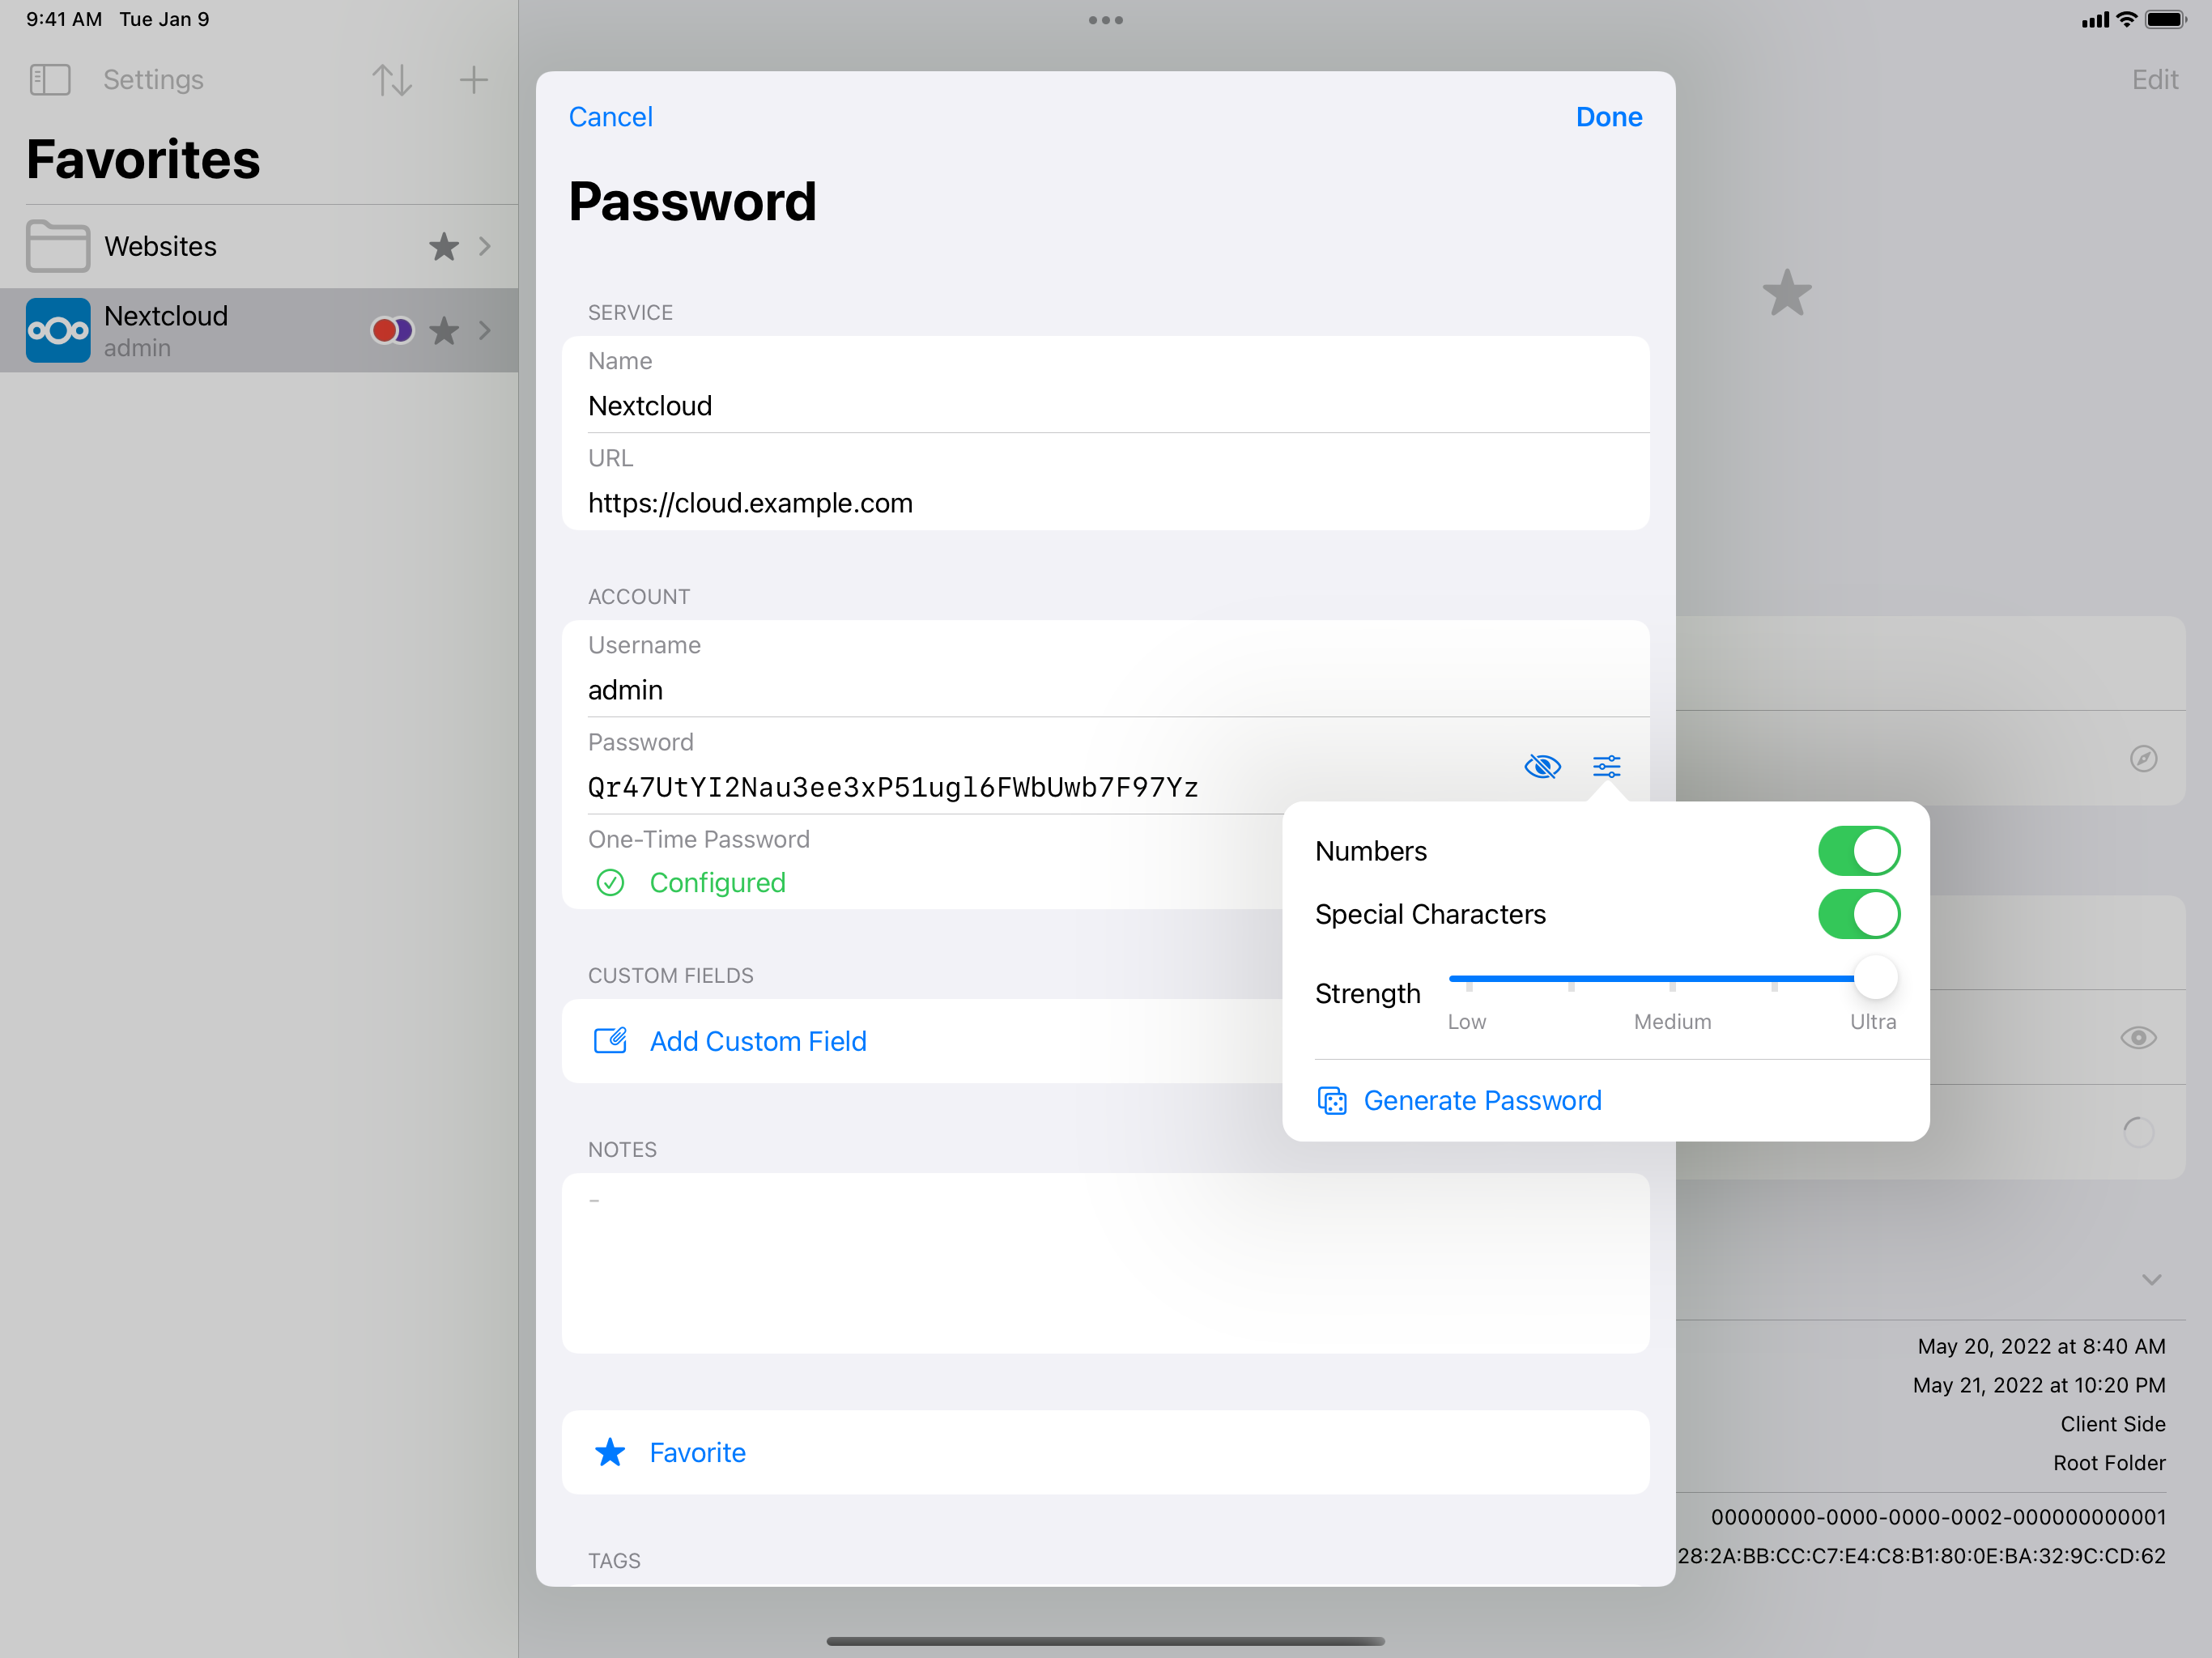 9:41 AM Tue Jan 9
Settings
Edit
Favorites
Websites
Nextcloud
admin
Cancel
Done
Password
SERVICE
Name
Nextcloud
URL
https://cloud.example.com
ACCOUNT
Username
admin
Password
Qr47UtYI2Nau3ee3xP51ugl6FWbUwb7F97Yz
One-Time Password
Configured
Numbers
Special Characters
Strength
Low Medium Ultra
Generate Password
CUSTOM FIELDS
Add Custom Field
NOTES
-
Favorite
TAGS
May 20, 2022 at 8:40 AM
May 21, 2022 at 10:20 PM
Client Side
Root Folder
00000000-0000-0000-0002-000000000001
28:2A:BB:CC:C7:E4:C8:B1:80:0E:BA:32:9C:CD:62